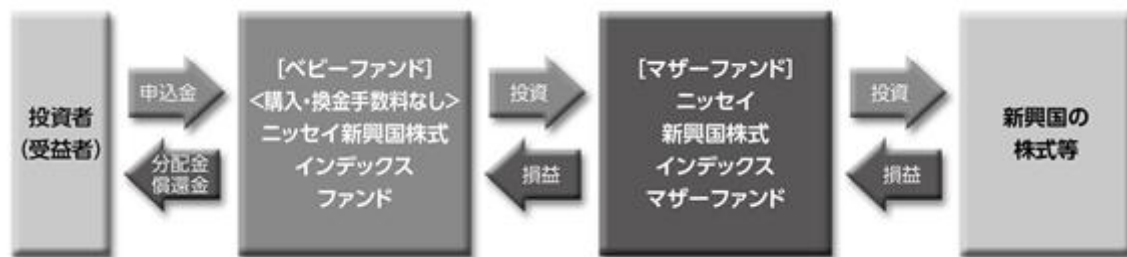 投資者
(受益者)
申込金
分配金
償還金
[ベビーファンド]
<購入・換金手数料なし>
ニッセイ新興国株式
インデックス
ファンド
投資
損益
[マザーファンド]
ニッセイ
新興国株式
インデックス
マザーファンド
投資
損益
新興国の
株式等